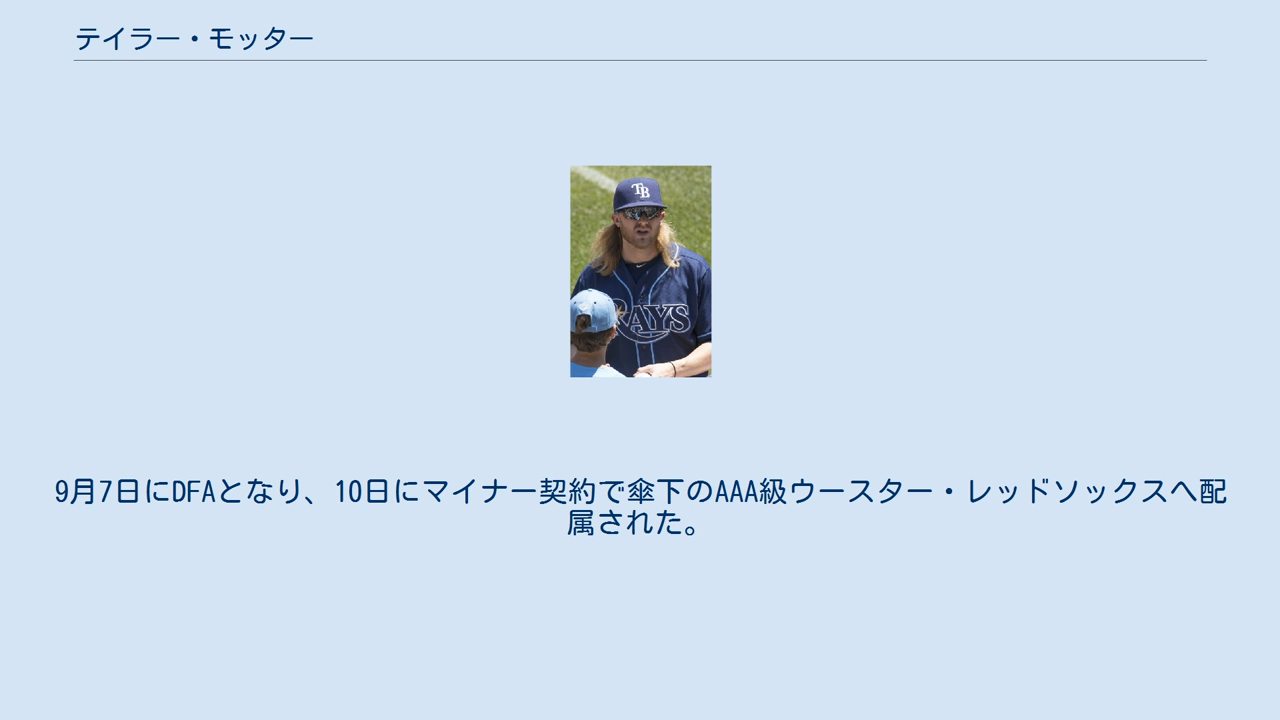 テイラー・モッター
TB
RAYS
9月7日にDFAとなり、10日にマイナー契約で傘下のAAA級ウースター・レッドソックスへ配
属された。